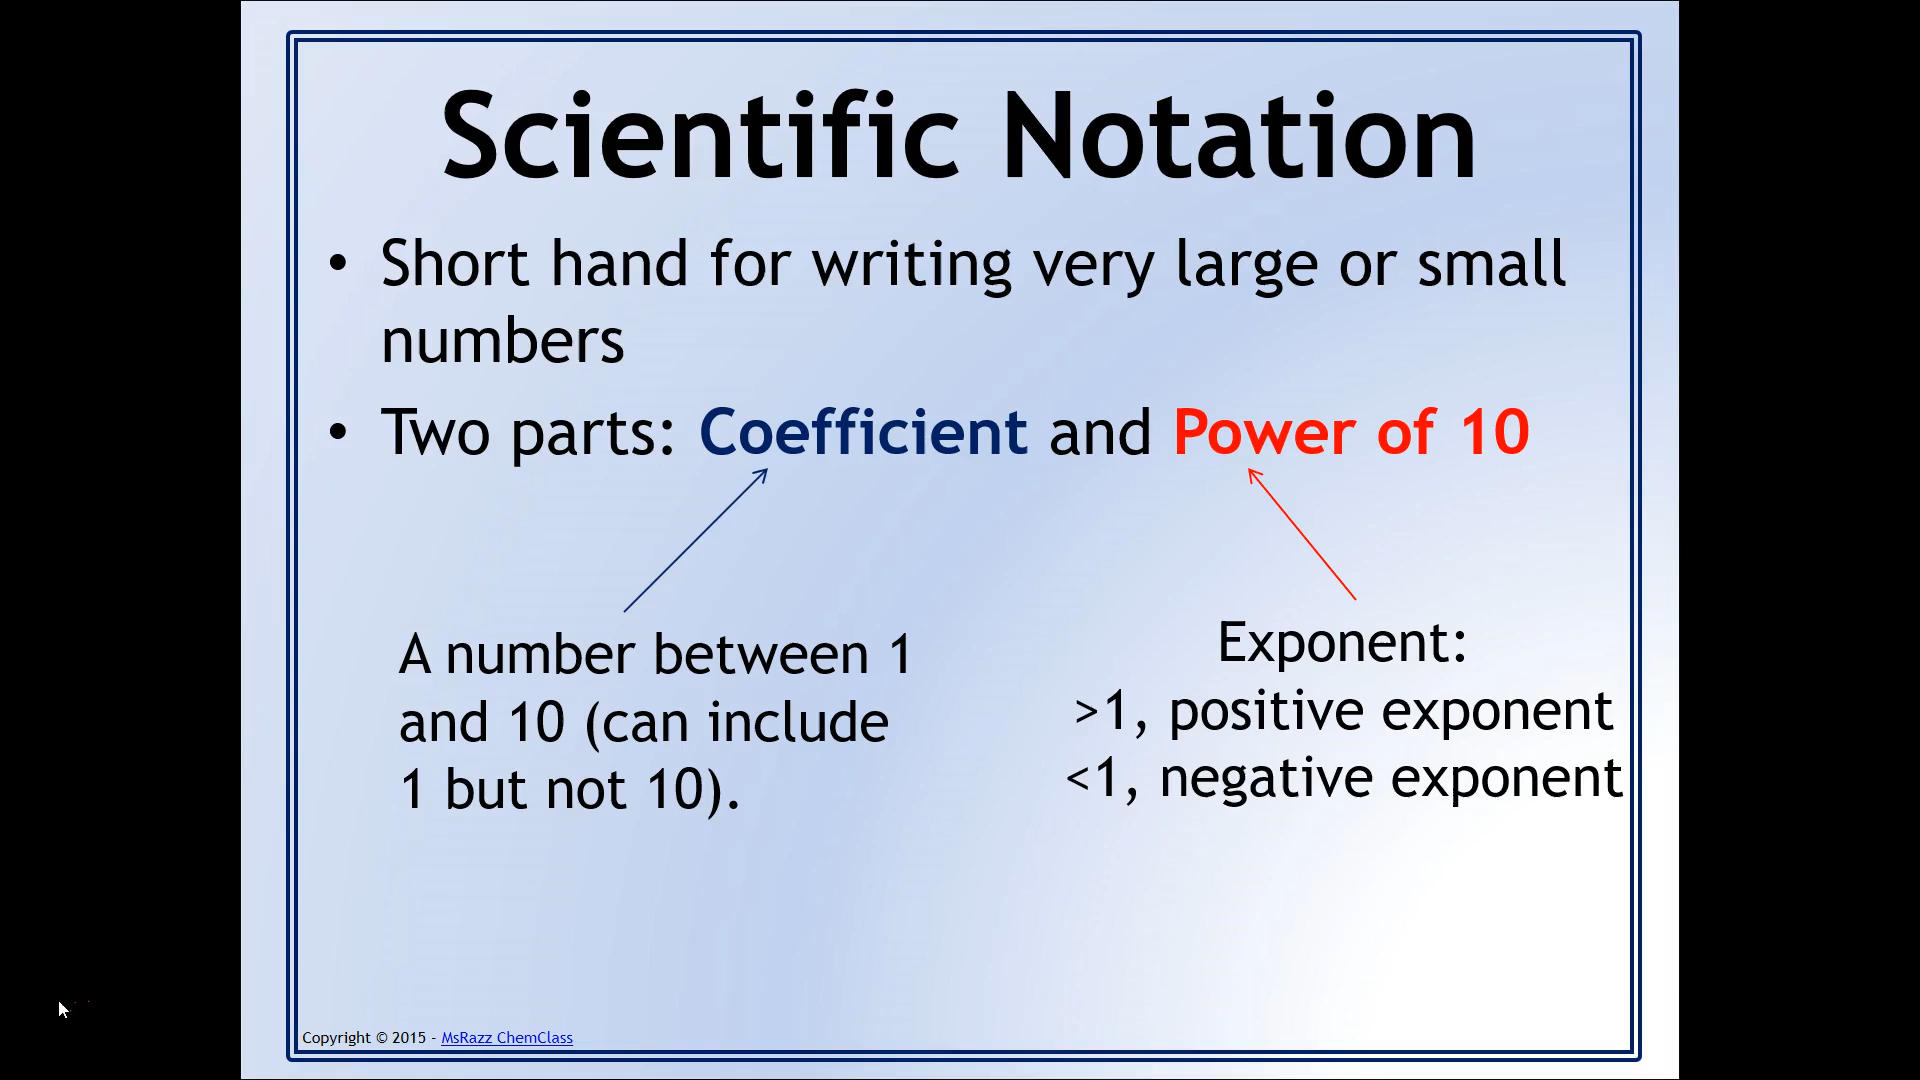 Scientific Notation
• Short hand for writing very large or small
numbers
• Two parts: Coefficient and Power of 10
A number between 1
and 10 (can include
1 but not 10).
Exponent:
>1, positive exponent
<1, negative exponent
Copyright © 2015 - MsRazz ChemClass